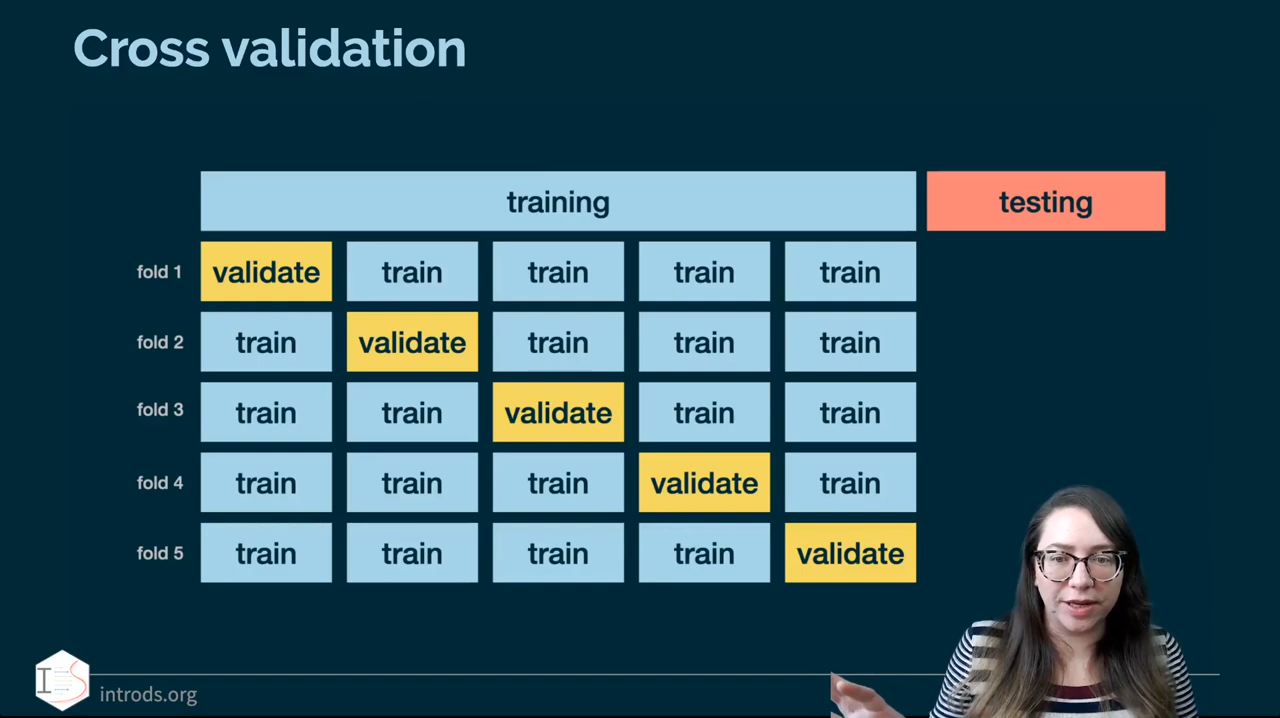 Cross validation
training testing
fold 1 validate train train train train
fold 2 train validate train train train
fold 3 train train validate train train
fold 4 train train train validate train
fold 5 train train train train validate
IS
introds.org